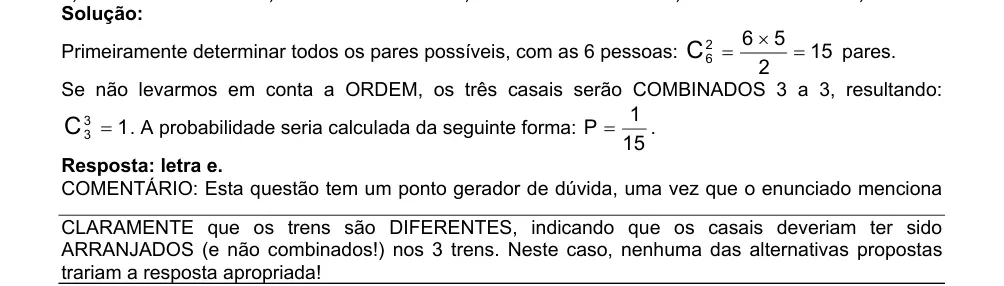 Solução:
Primeiramente determinar todos os pares possíveis, com as 6 pessoas: C₆² = 6 × 5 / 2 = 15 pares.
Se não levarmos em conta a ORDEM, os três casais serão COMBINADOS 3 a 3, resultando:
C₃³ = 1. A probabilidade seria calculada da seguinte forma: P = 1/15.
Resposta: letra e.
COMENTÁRIO: Esta questão tem um ponto gerador de dúvida, uma vez que o enunciado menciona
CLARAMENTE que os trens são DIFERENTES, indicando que os casais deveriam ter sido
ARRANJADOS (e não combinados!) nos 3 trens. Neste caso, nenhuma das alternativas propostas
trariam a resposta apropriada!